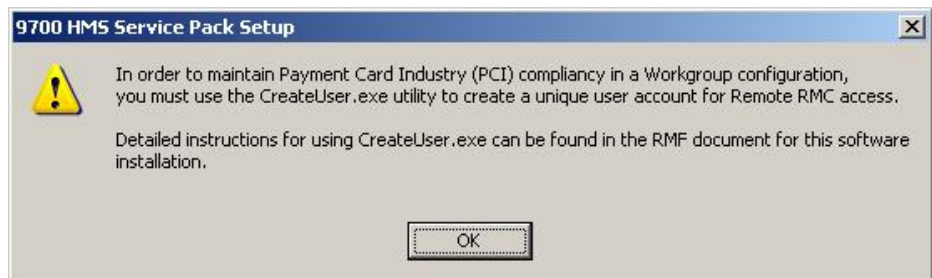 9700 HMS Service Pack Setup
In order to maintain Payment Card Industry (PCI) compliancy in a Workgroup configuration,
you must use the CreateUser.exe utility to create a unique user account for Remote RMC access.
Detailed instructions for using CreateUser.exe can be found in the RMF document for this software
installation.
OK